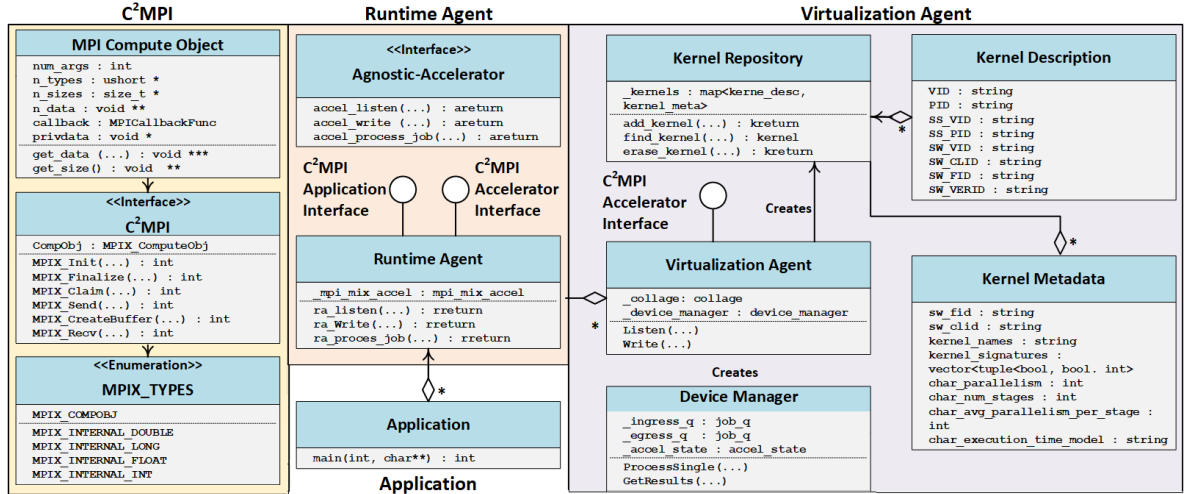 C²MPI
MPI Compute Object
num_args : int
n_types : ushort *
n_sizes : size_t *
n_data : void **
callback : MPICallbackFunc
privdata : void *
get_data (...) : void ***
get_size() : void **
<<Interface>>
C²MPI
CompObj : MPIX_ComputeObj
MPIX_Init(...) : int
MPIX_Finalize(...) : int
MPIX_Claim(...) : int
MPIX_Send(...) : int
MPIX_CreateBuffer(...) : int
MPIX_Recv(...) : int
<<Enumeration>>
MPIX_TYPES
MPIX_COMPOBJ
MPIX_INTERNAL_DOUBLE
MPIX_INTERNAL_LONG
MPIX_INTERNAL_FLOAT
MPIX_INTERNAL_INT
Runtime Agent
<<Interface>>
Agnostic-Accelerator
accel_listen(...) : areturn
accel_write (...) : areturn
accel_process_job(...) : areturn
C²MPI
Application
Interface
C²MPI
Accelerator
Interface
Runtime Agent
_mpi_mix_accel : mpi_mix_accel
ra_listen(...) : rreturn
ra_Write(...) : rreturn
ra_proces_job(...) : rreturn
*
Application
main(int, char**) : int
Application
Virtualization Agent
Kernel Repository
_kernels : map<kerne_desc,
kernel_meta>
add_kernel(...) : kreturn
find_kernel(...) : kernel
erase_kernel(...) : kreturn
*
Kernel Description
VID : string
PID : string
SS_VID : string
SS_PID : string
SW_VID : string
SW_CLID : string
SW_FID : string
SW_VERID : string
C²MPI
Accelerator
Interface
Creates
*
Virtualization Agent
_collage: collage
_device_manager : device_manager
Listen(...)
Write(...)
*
Kernel Metadata
sw_fid : string
sw_clid : string
kernel_names : string
kernel_signatures :
vector<tuple<bool, bool. int>
char_parallelism : int
char_num_stages : int
char_avg_parallelism_per_stage :
int
char_execution_time_model : string
Creates
Device Manager
_ingress_q : job_q
_egress_q : job_q
_accel_state : accel_state
ProcessSingle(...)
GetResults(...)